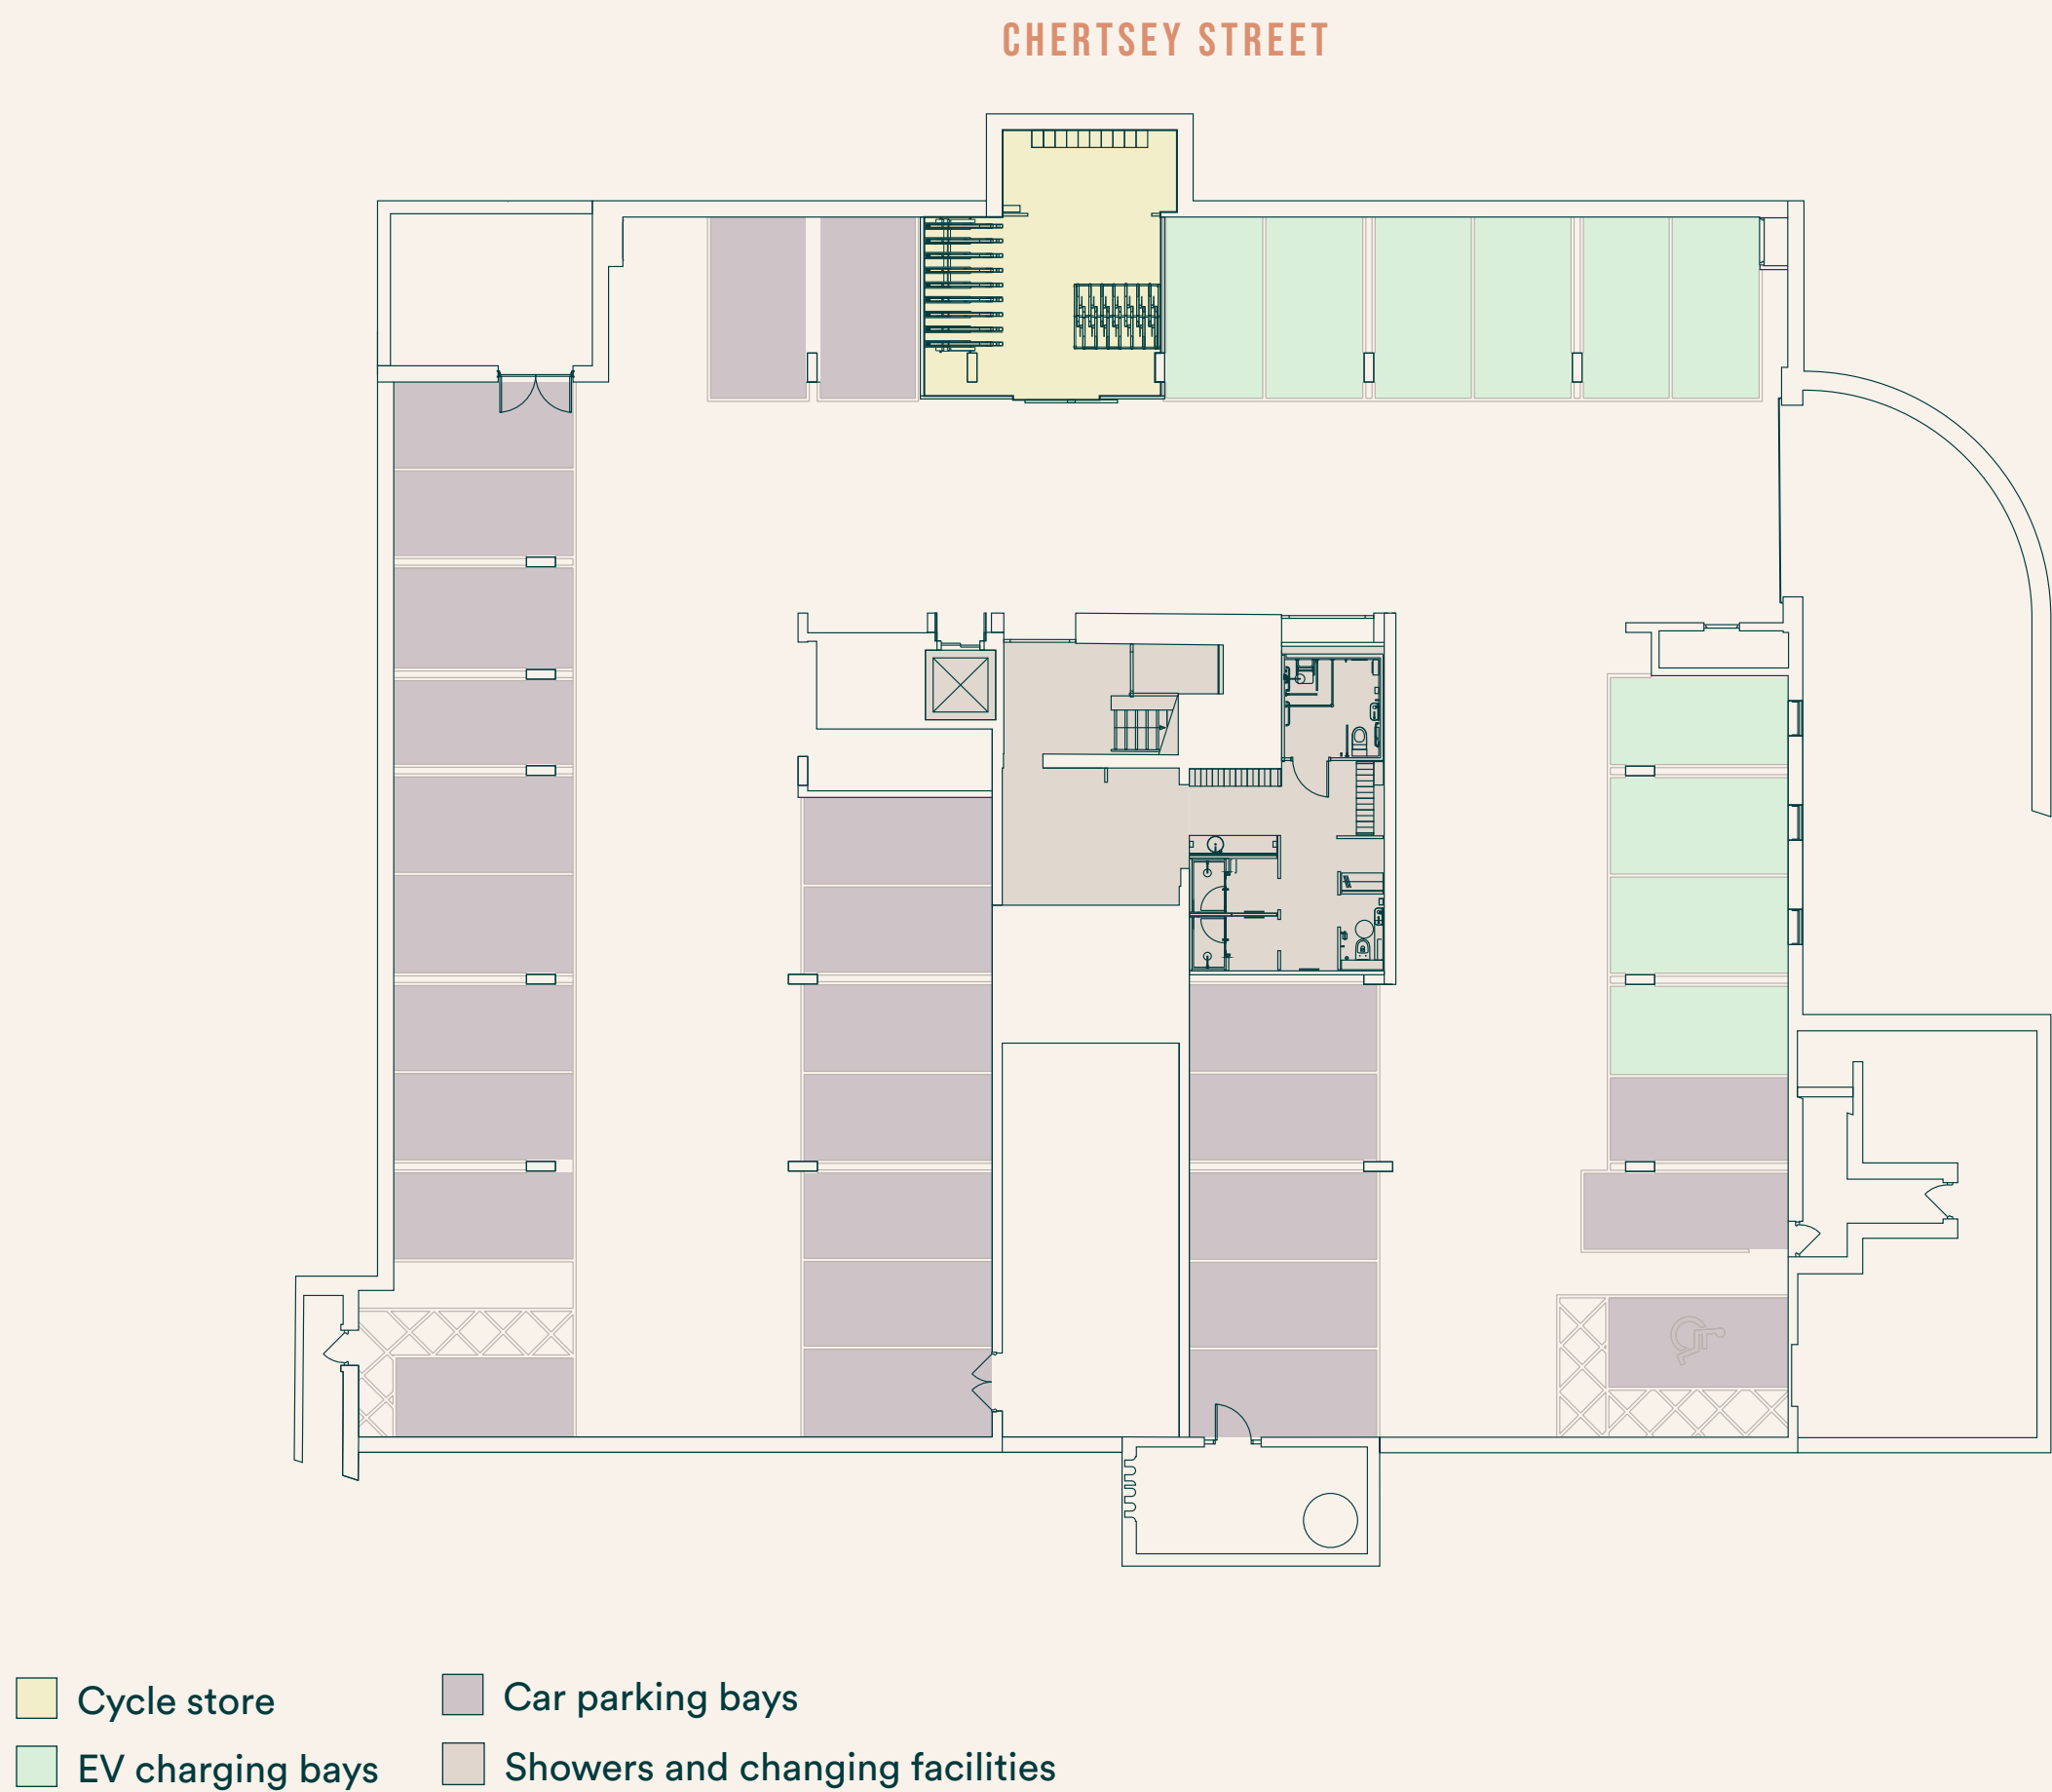 CHERTSEY STREET
Cycle store
Car parking bays
EV charging bays
Showers and changing facilities